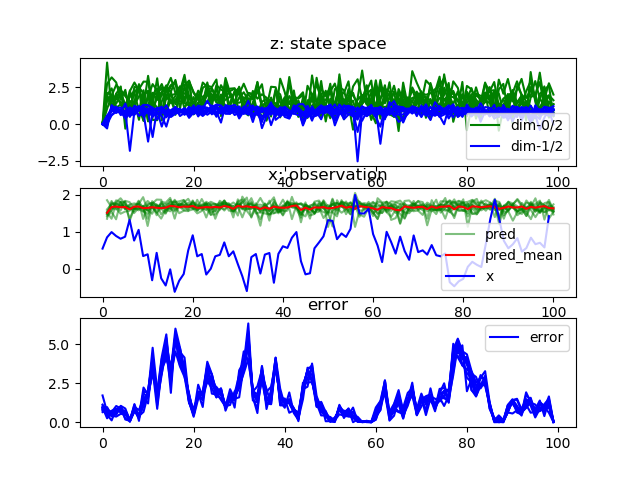 z: state space
2.5
0.0
−2.5
dim-0/2
dim-1/2
0 20 40 60 80 100
x: observation
2
1
0
pred
pred_mean
x
0 20 40 60 80 100
error
5.0
2.5
0.0
error
0 20 40 60 80 100